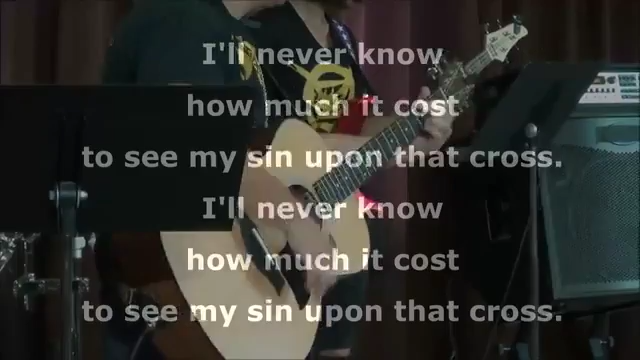 I'll never know
how much it cost
to see my sin upon that cross.
I'll never know
how much it cost
to see my sin upon that cross.